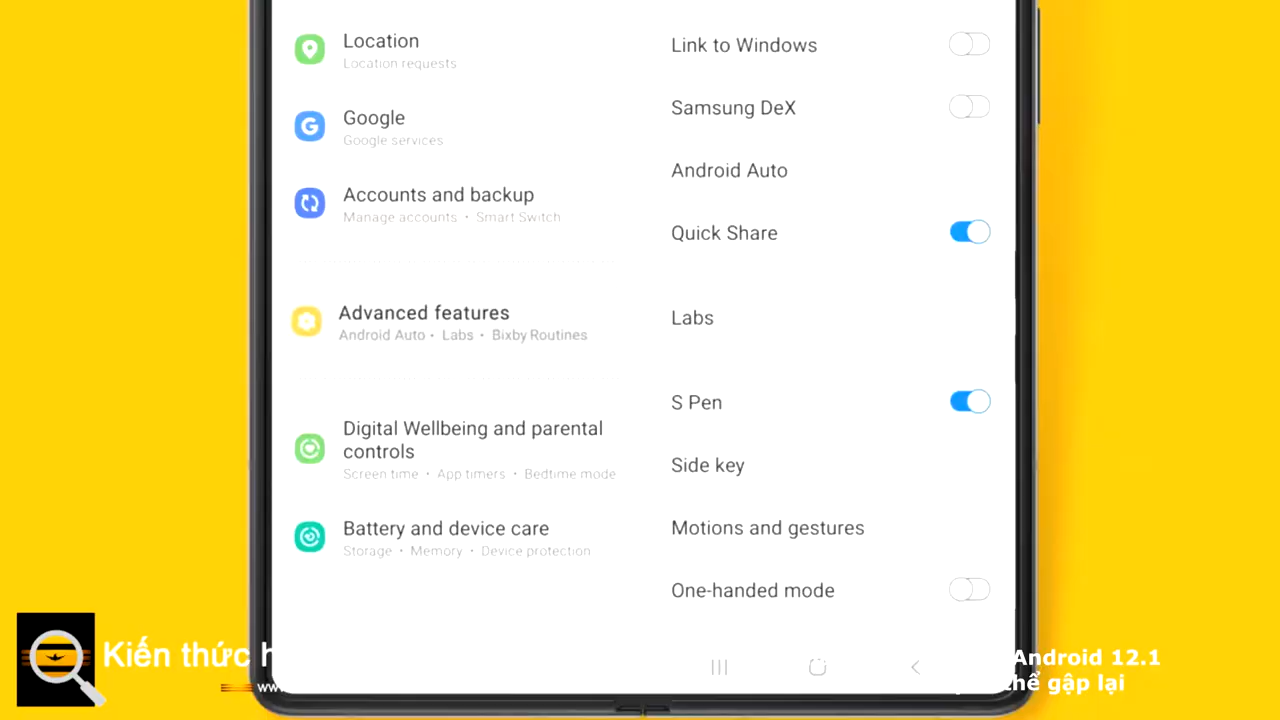 Location
Location requests
Google
Google services
Accounts and backup
Manage accounts • Smart Switch
Advanced features
Android Auto • Labs • Bixby Routines
Digital Wellbeing and parental
controls
Screen time • App timers • Bedtime mode
Battery and device care
Storage • Memory • Device protection
Link to Windows
Samsung DeX
Android Auto
Quick Share
Labs
S Pen
Side key
Motions and gestures
One-handed mode
Kiến thức
Android 12.1
thể gập lại